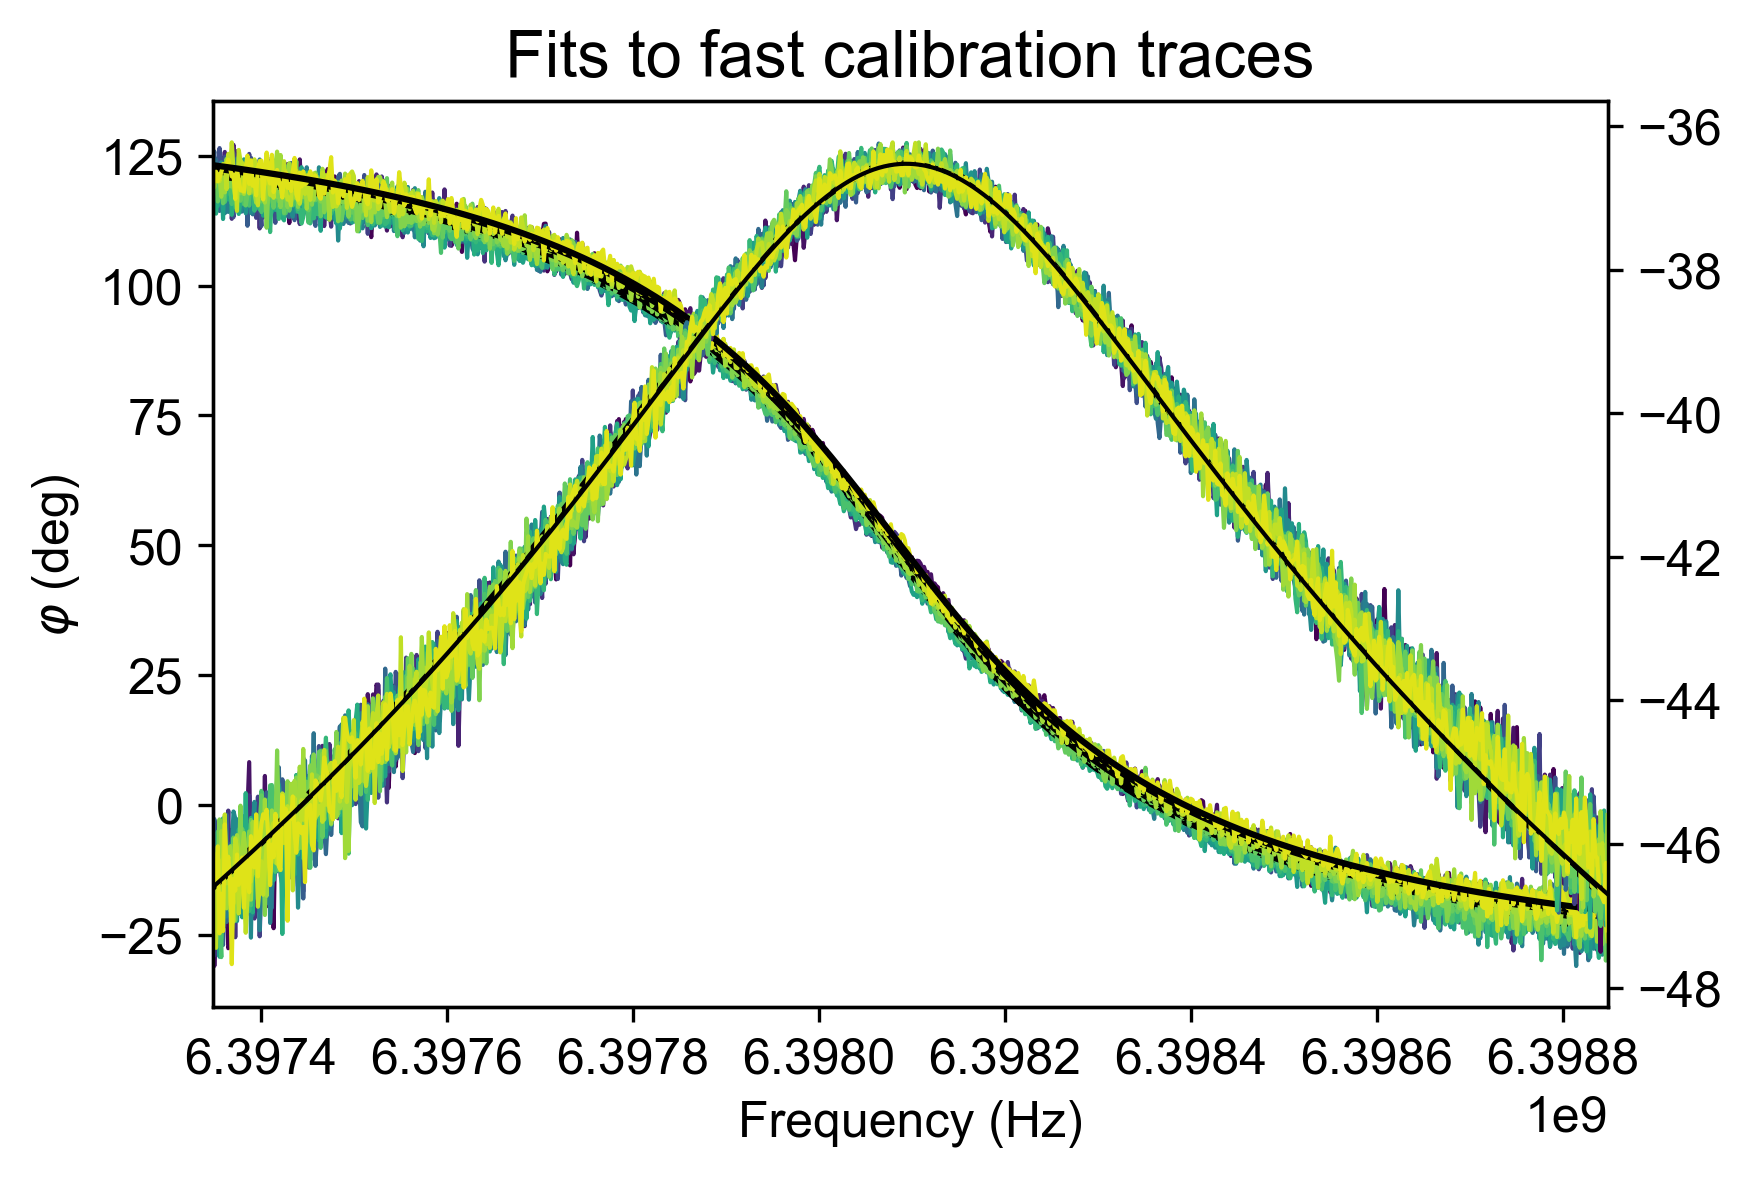 Fits to fast calibration traces
φ (deg)
125
100
75
50
25
0
−25
−36
−38
−40
−42
−44
−46
−48
6.3974 6.3976 6.3978 6.3980 6.3982 6.3984 6.3986 6.3988
1e9
Frequency (Hz)